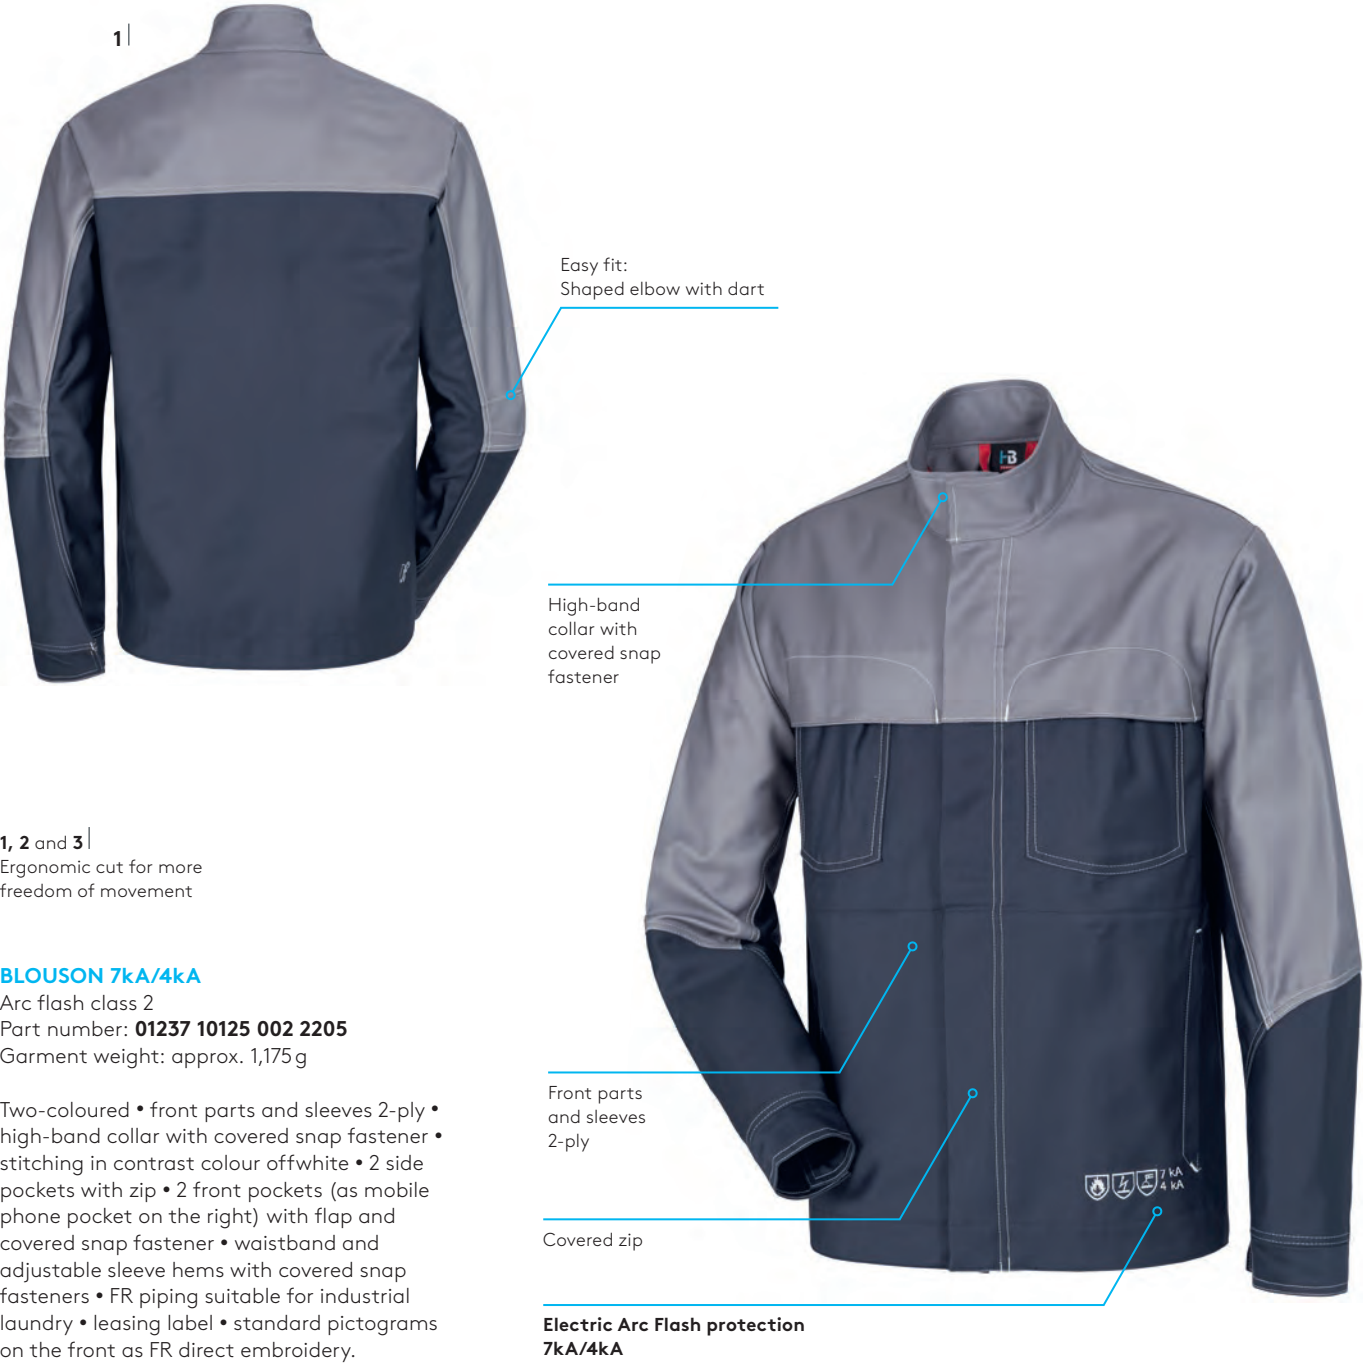 1
Easy fit:
Shaped elbow with dart
HB
High-band
collar with
covered snap
fastener
1, 2 and 3
Ergonomic cut for more
freedom of movement
BLOUSON 7kA/4kA
Arc flash class 2
Part number: 01237 10125 002 2205
Garment weight: approx. 1,175 g
Two-coloured • front parts and sleeves 2-ply •
high-band collar with covered snap fastener •
stitching in contrast colour offwhite • 2 side
pockets with zip • 2 front pockets (as mobile
phone pocket on the right) with flap and
covered snap fastener • waistband and
adjustable sleeve hems with covered snap
fasteners • FR piping suitable for industrial
laundry • leasing label • standard pictograms
on the front as FR direct embroidery.
Front parts
and sleeves
2-ply
7 kA
4 kA
Covered zip
Electric Arc Flash protection
7kA/4kA